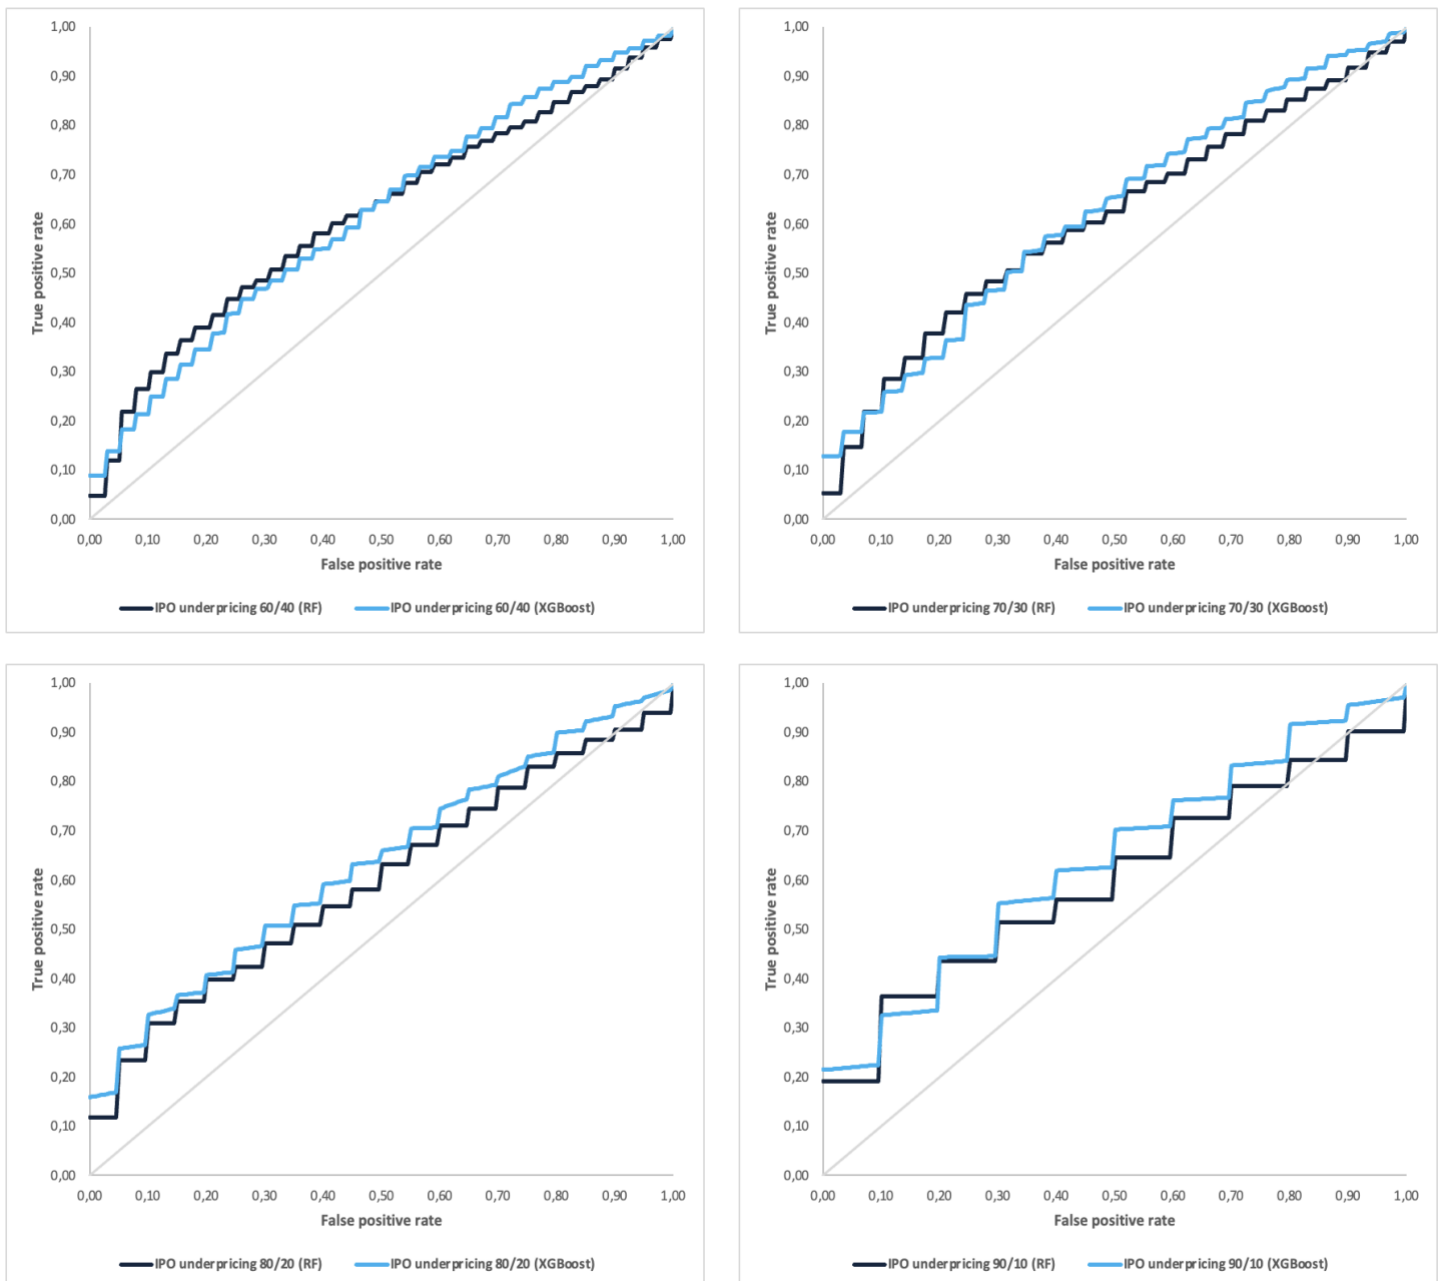 1,00
0,90
0,80
0,70
0,60
0,50
0,40
0,30
0,20
0,10
0,00
True positive rate
0,00 0,10 0,20 0,30 0,40 0,50 0,60 0,70 0,80 0,90 1,00
False positive rate
IPO underpricing 60/40 (RF) IPO underpricing 60/40 (XGBoost)
1,00
0,90
0,80
0,70
0,60
0,50
0,40
0,30
0,20
0,10
0,00
True positive rate
0,00 0,10 0,20 0,30 0,40 0,50 0,60 0,70 0,80 0,90 1,00
False positive rate
IPO underpricing 70/30 (RF) IPO underpricing 70/30 (XGBoost)
1,00
0,90
0,80
0,70
0,60
0,50
0,40
0,30
0,20
0,10
0,00
True positive rate
0,00 0,10 0,20 0,30 0,40 0,50 0,60 0,70 0,80 0,90 1,00
False positive rate
IPO underpricing 80/20 (RF) IPO underpricing 80/20 (XGBoost)
1,00
0,90
0,80
0,70
0,60
0,50
0,40
0,30
0,20
0,10
0,00
True positive rate
0,00 0,10 0,20 0,30 0,40 0,50 0,60 0,70 0,80 0,90 1,00
False positive rate
IPO underpricing 90/10 (RF) IPO underpricing 90/10 (XGBoost)